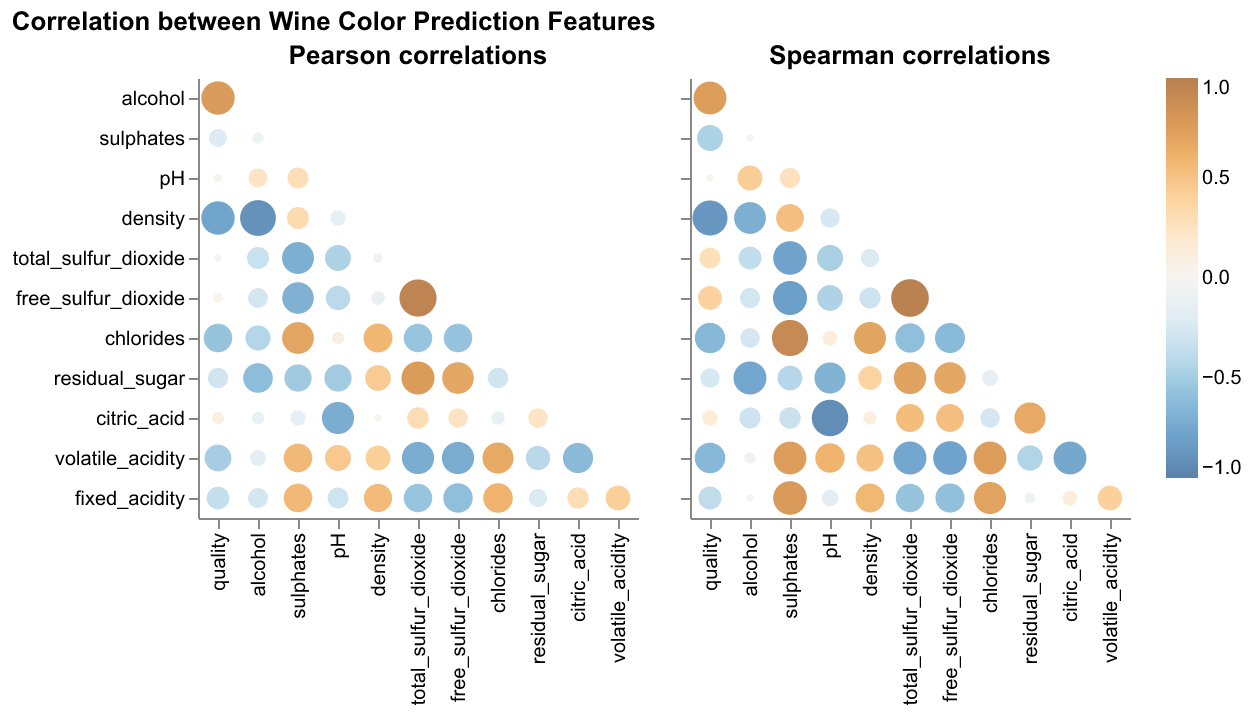 Correlation between Wine Color Prediction Features
Pearson correlations
Spearman correlations
alcohol
sulphates
pH
density
total_sulfur_dioxide
free_sulfur_dioxide
chlorides
residual_sugar
citric_acid
volatile_acidity
fixed_acidity
quality
alcohol
sulphates
pH
density
total_sulfur_dioxide
free_sulfur_dioxide
chlorides
residual_sugar
citric_acid
volatile_acidity
quality
alcohol
sulphates
pH
density
total_sulfur_dioxide
free_sulfur_dioxide
chlorides
residual_sugar
citric_acid
volatile_acidity
1.0
0.5
0.0
−0.5
−1.0